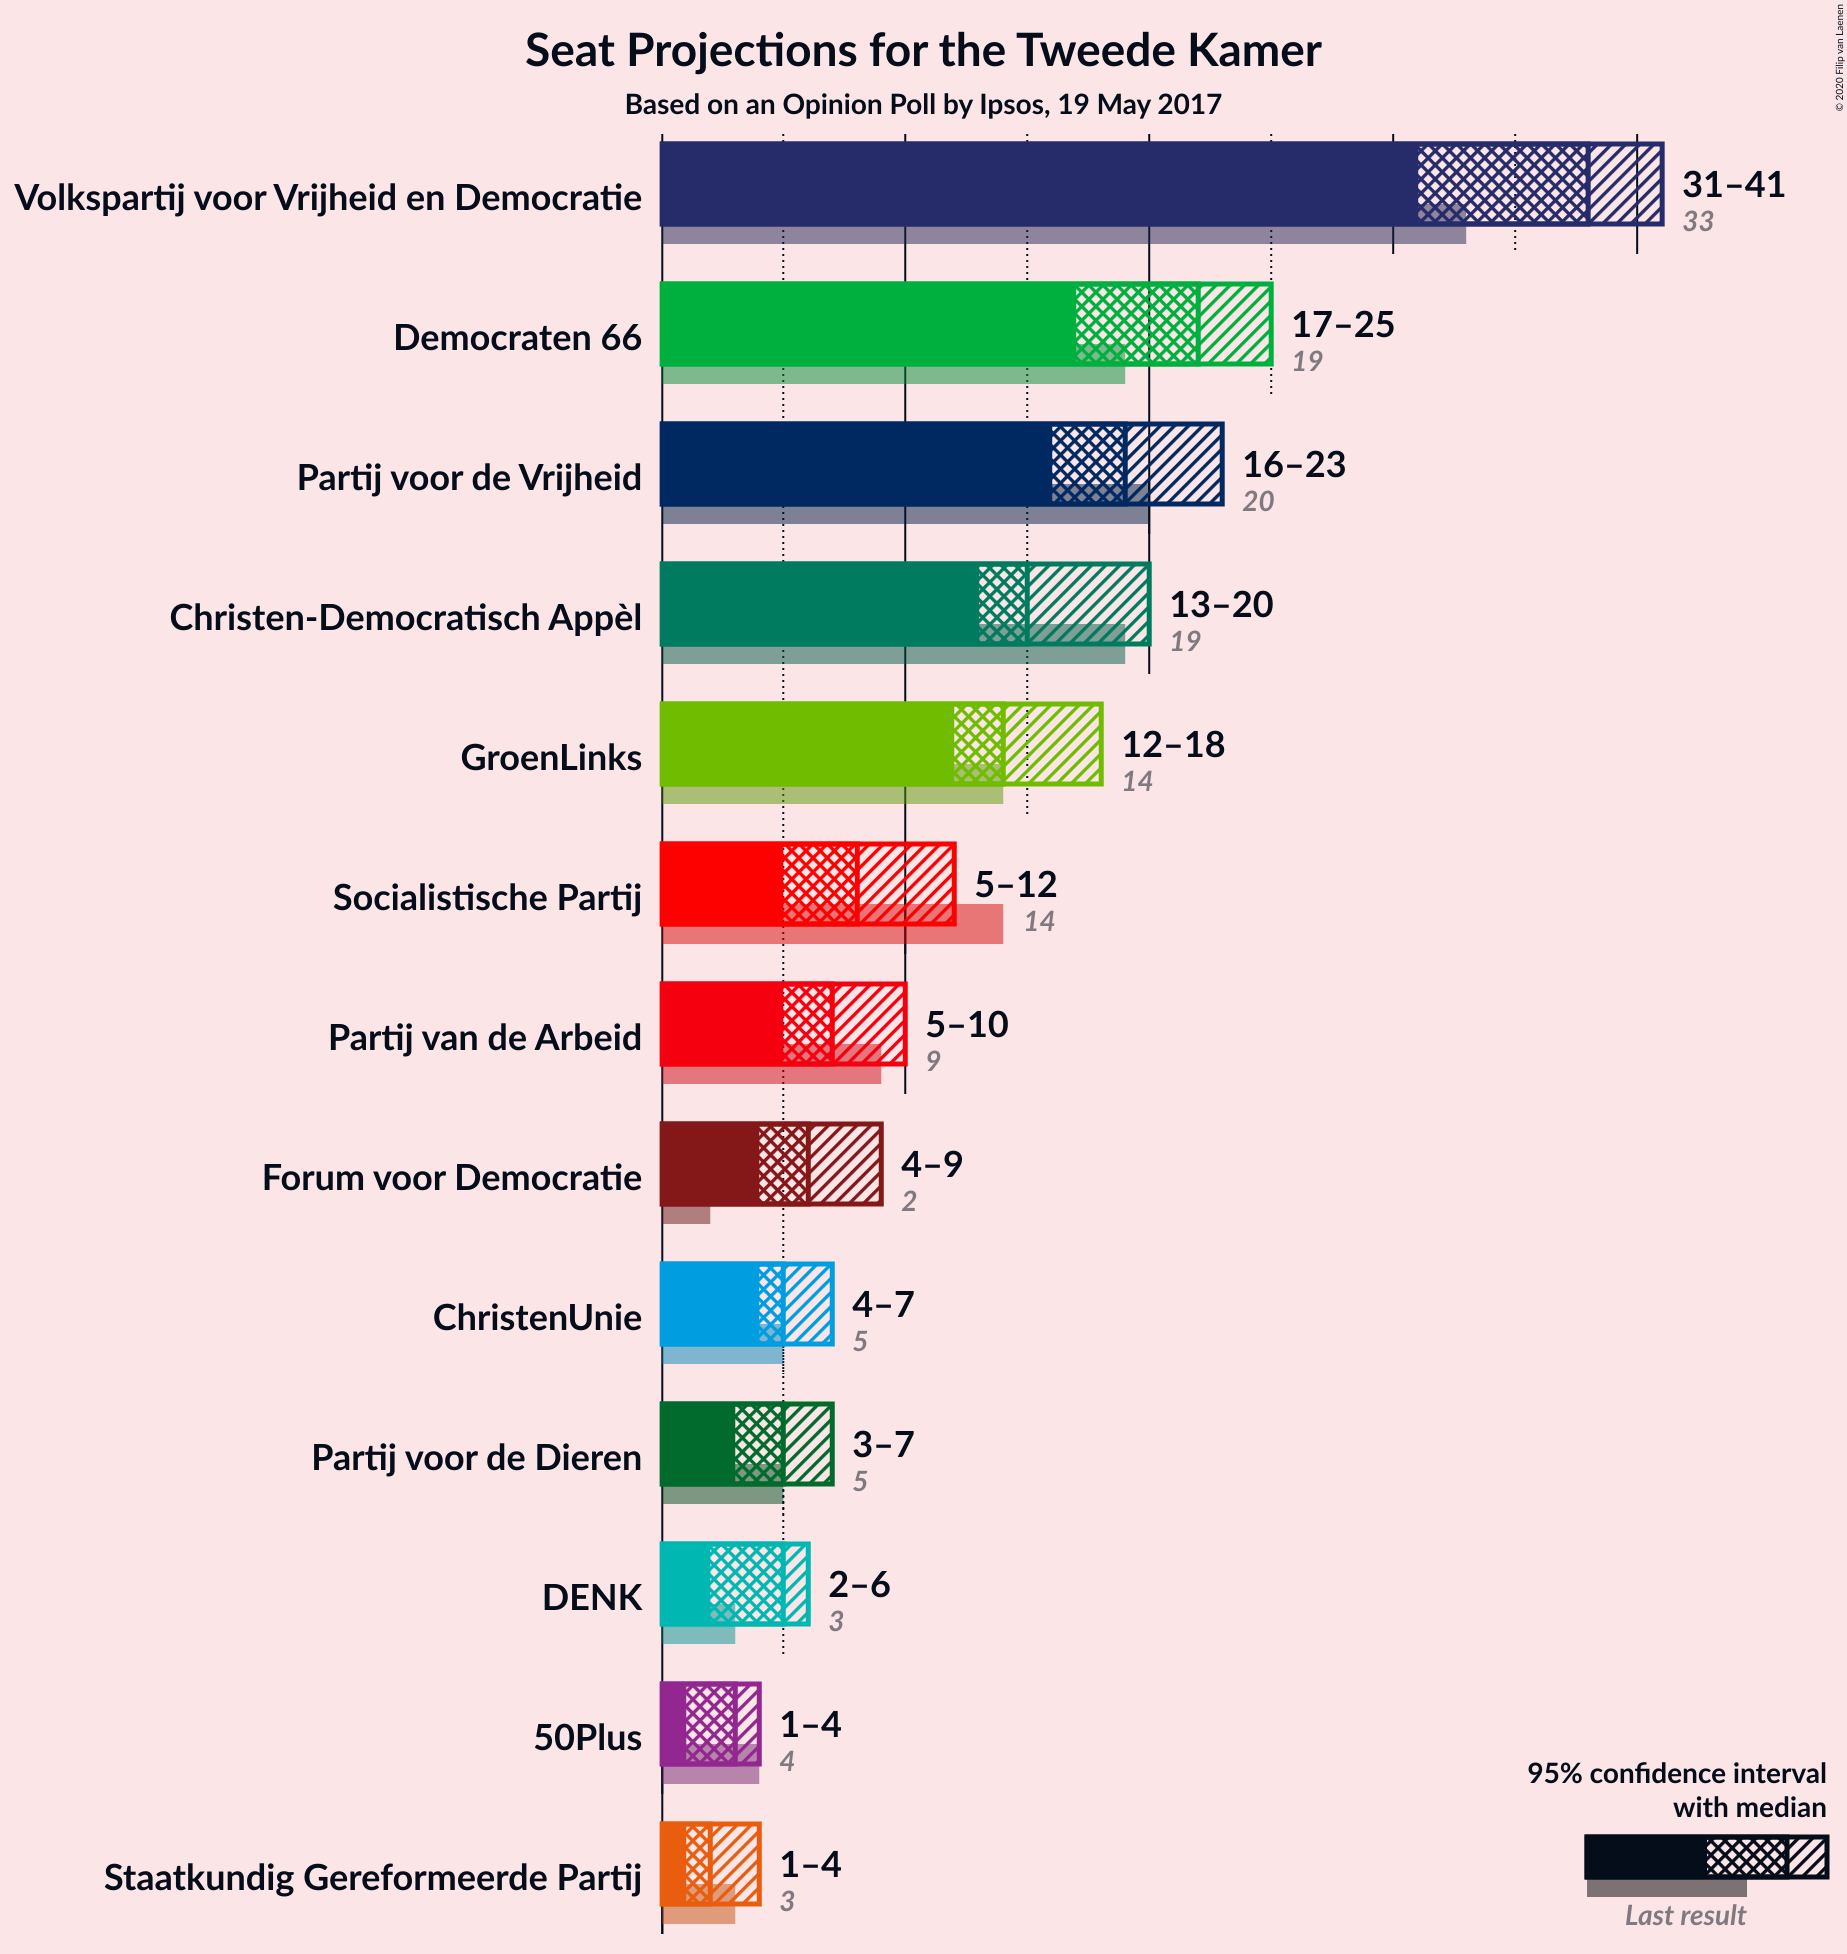 © 2020 Filip van Laenen
Seat Projections for the Tweede Kamer
Based on an Opinion Poll by Ipsos, 19 May 2017
Volkspartij voor Vrijheid en Democratie
31–41
33
Democraten 66
17–25
19
Partij voor de Vrijheid
16–23
20
Christen-Democratisch Appèl
13–20
19
GroenLinks
12–18
14
Socialistische Partij
5–12
14
Partij van de Arbeid
5–10
9
Forum voor Democratie
4–9
2
ChristenUnie
4–7
5
Partij voor de Dieren
3–7
5
DENK
2–6
3
50Plus
1–4
4
Staatkundig Gereformeerde Partij
1–4
3
95% confidence interval
with median
Last result